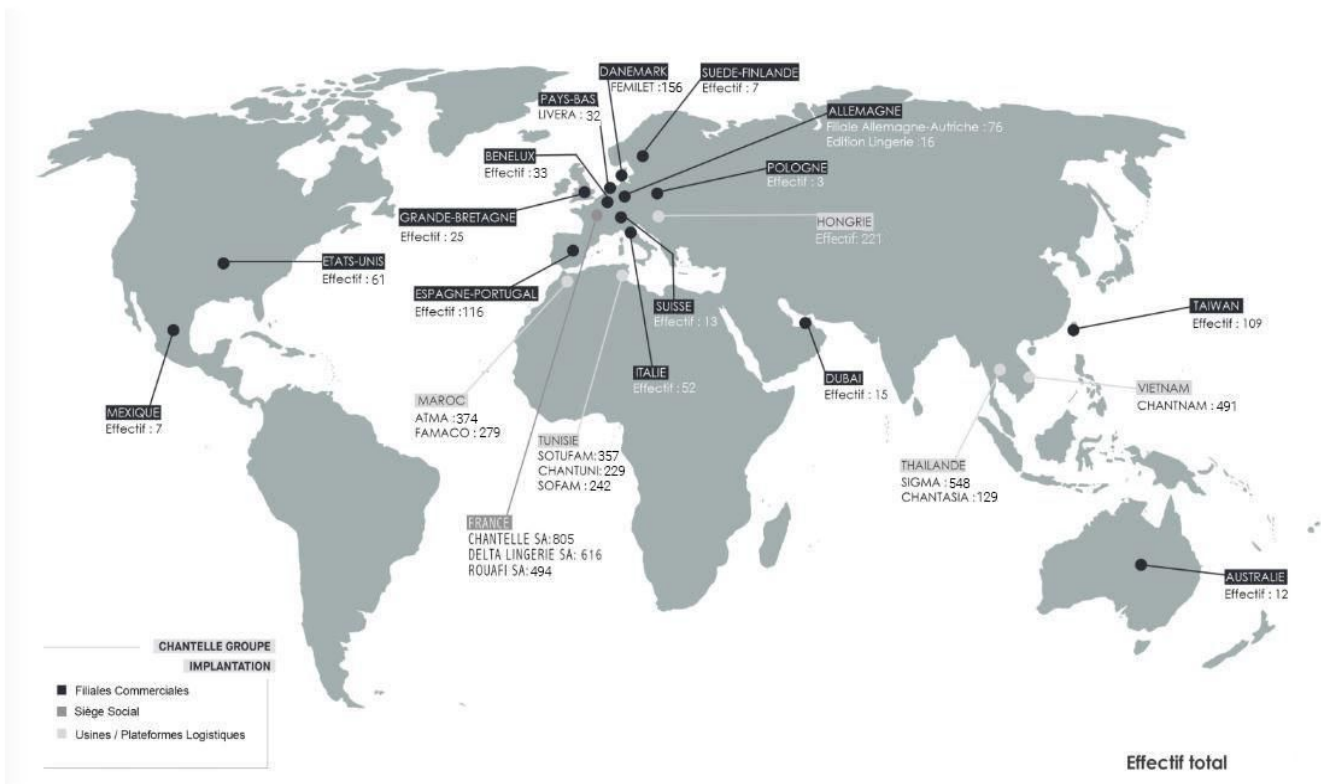 DANEMARK
FEMILET :156
SUEDE-FINLANDE
Effectif : 7
PAYS-BAS
LIVERA : 32
ALLEMAGNE
Filiale Allemagne-Autriche : 76
Edition Lingerie :16
BENELUX
Effectif : 33
POLOGNE
Effectif : 3
GRANDE-BRETAGNE
Effectif : 25
HONGRIE
Effectif: 221
ETATS-UNIS
Effectif : 61
ESPAGNE-PORTUGAL
Effectif :116
SUISSE
Effectif : 13
TAIWAN
Effectif : 109
ITALIE
Effectif : 52
DUBAI
Effectif : 15
VIETNAM
CHANTNAM : 491
MEXIQUE
Effectif : 7
MAROC
ATMA : 374
FAMACO : 279
TUNISIE
SOTUFAM: 357
CHANTUNI: 229
SOFAM : 242
THAILANDE
SIGMA : 548
CHANTASIA : 129
FRANCE
CHANTELLE SA: 805
DELTA LINGERIE SA: 616
ROUAFI SA: 494
AUSTRALIE
Effectif : 12
CHANTELLE GROUPE
IMPLANTATION
Filiales Commerciales
Siège Social
Usines / Plateformes Logistiques
Effectif total